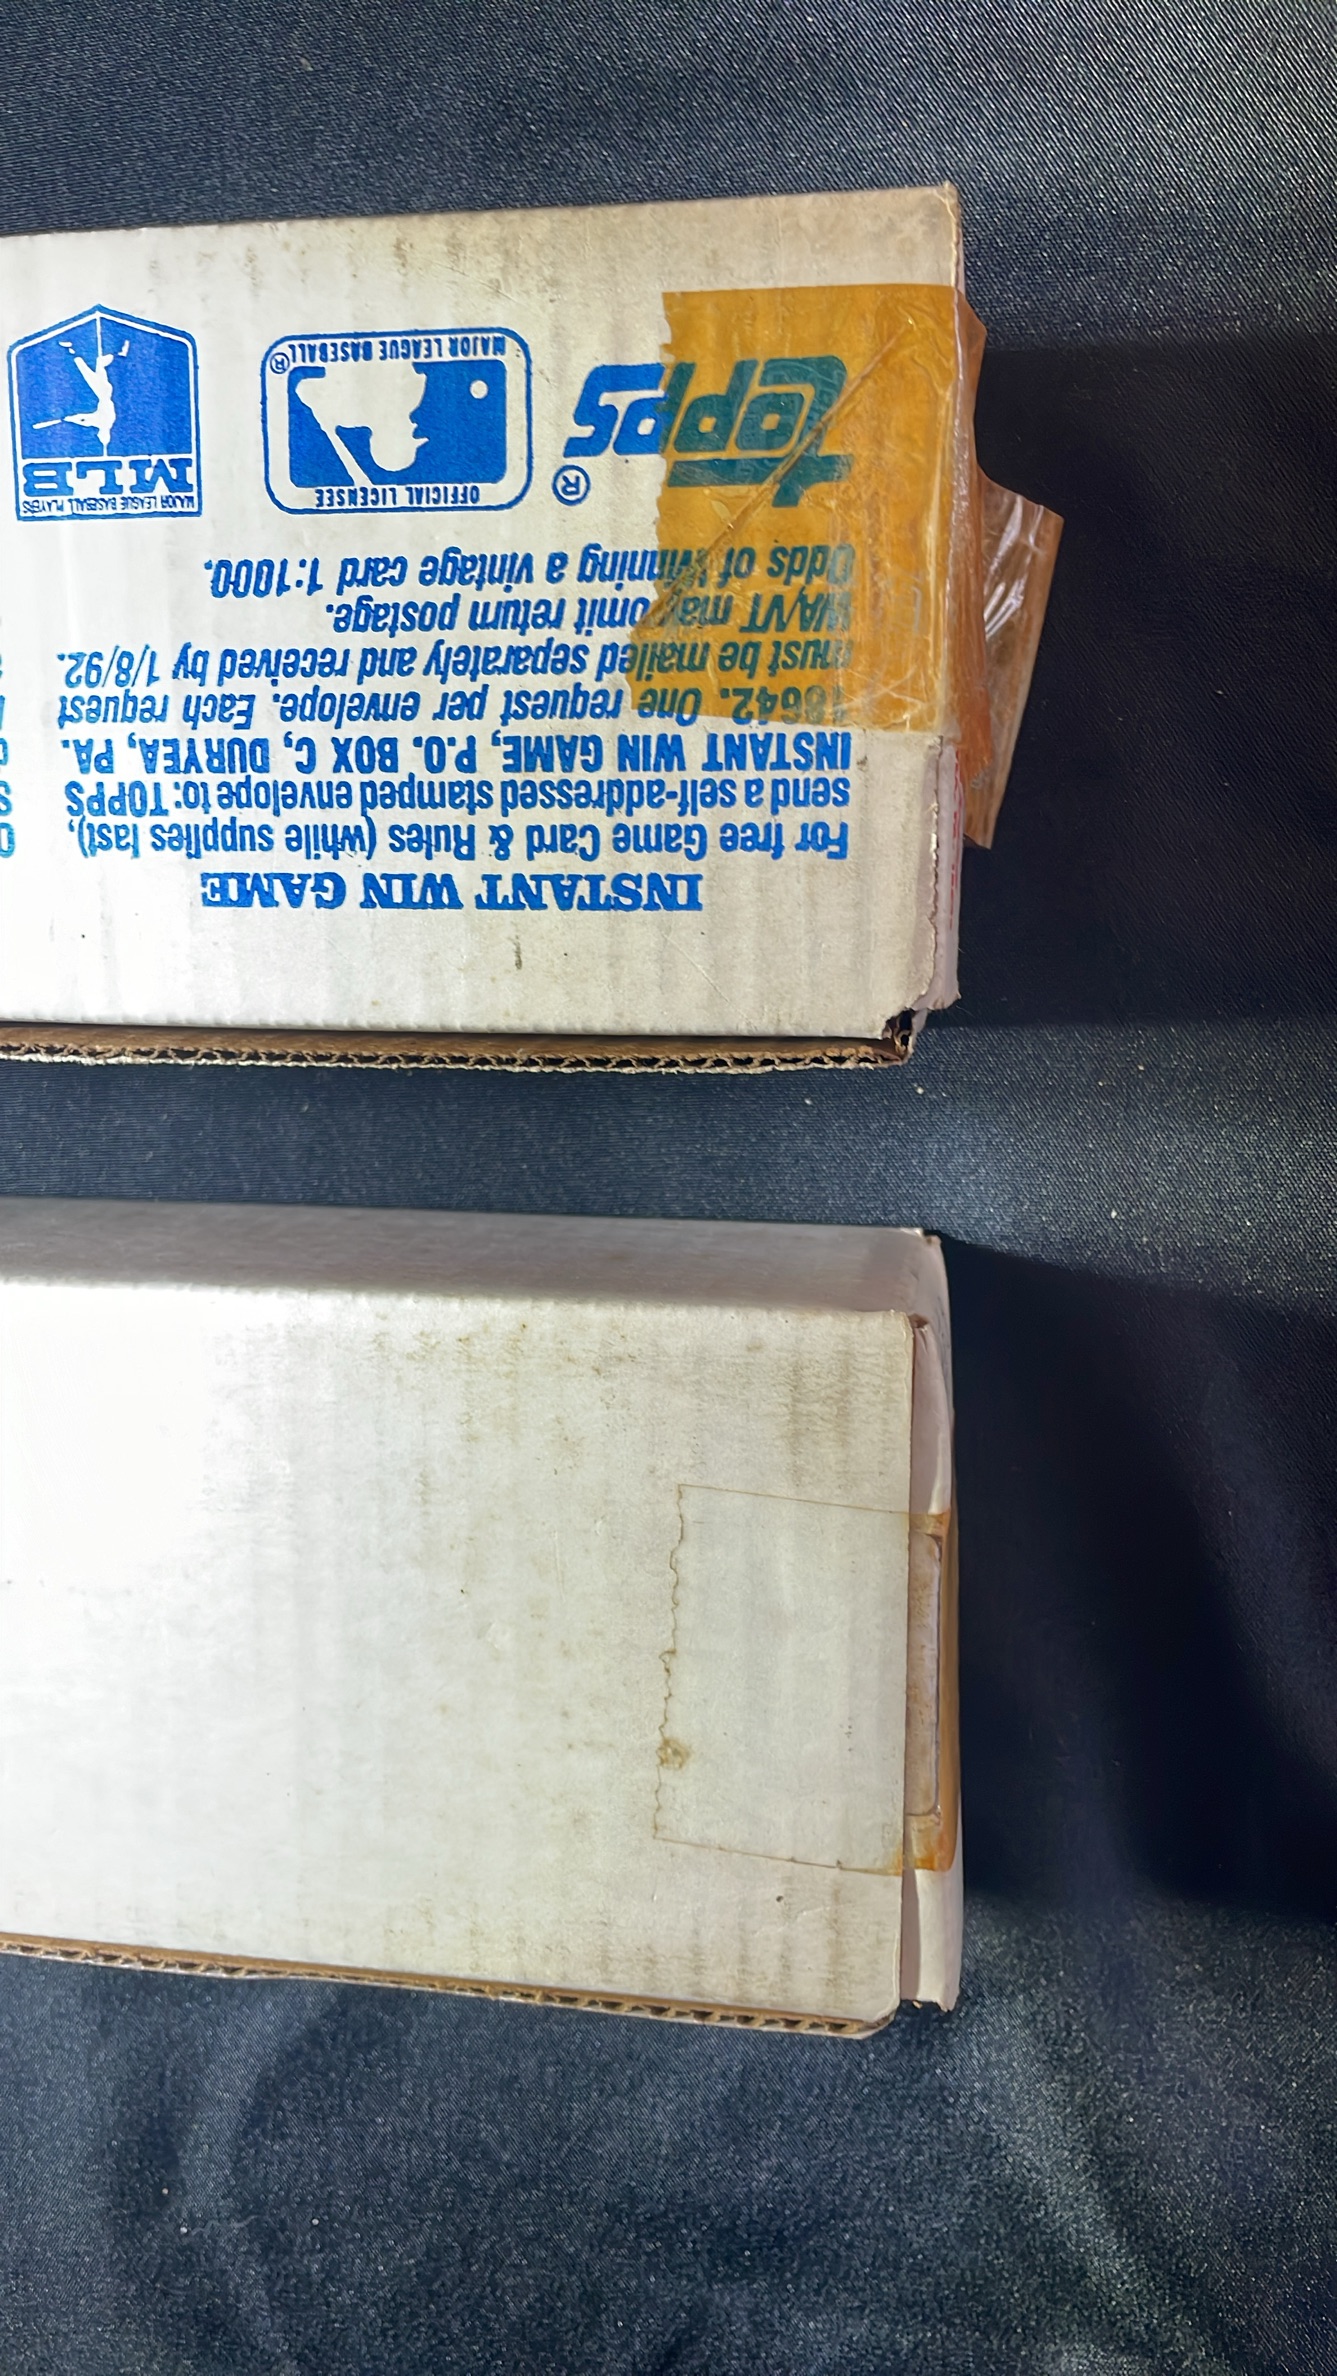 INSTANT WIN GAME
For free Game Card & Rules (while supplies last),
send a self-addressed stamped envelope to: TOPPS
INSTANT WIN GAME, P.O. BOX C, DURYEA, PA.
18642. One request per envelope. Each request
must be mailed separately and received by 1/8/92.
WA/VT may omit return postage.
Odds of winning a vintage card 1:1000.
topps®
OFFICIAL LICENSEE
MAJOR LEAGUE BASEBALL®
MAJOR LEAGUE BASEBALL PLAYERS
MLB